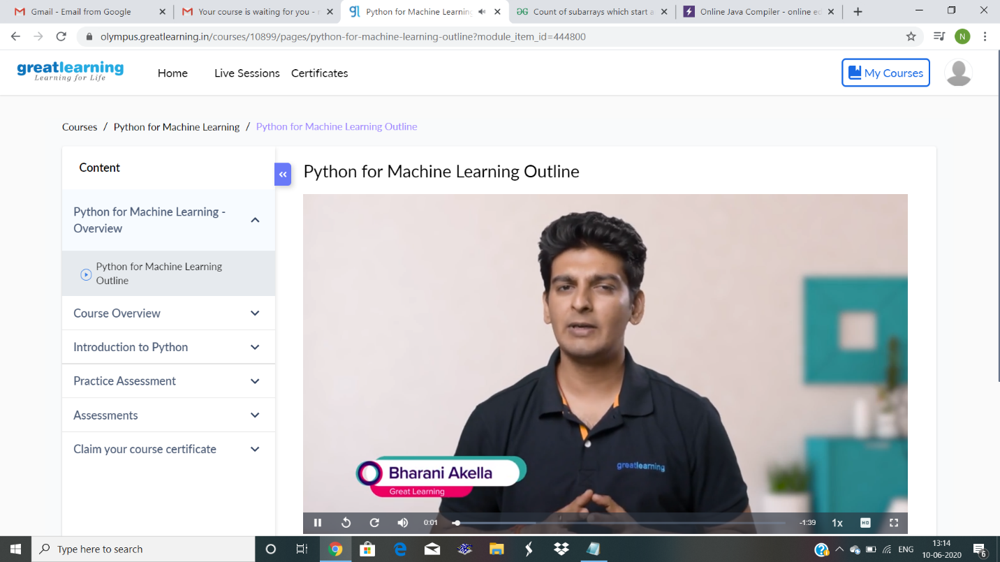 Gmail - Email from Google
Your course is waiting for you - r
Python for Machine Learning
Count of subarrays which start a
Online Java Compiler - online ed
olympus.greatlearning.in/courses/10899/pages/python-for-machine-learning-outline?module_item_id=444800
N
greatlearning
Learning for Life
Home
Live Sessions
Certificates
My Courses
Courses / Python for Machine Learning / Python for Machine Learning Outline
Content
Python for Machine Learning -
Overview
Python for Machine Learning
Outline
Course Overview
Introduction to Python
Practice Assessment
Assessments
Claim your course certificate
Python for Machine Learning Outline
greatlearning
Bharani Akella
Great Learning
0:01
-1:39
1x
HD
Type here to search
ENG
13:14
10-06-2020
6